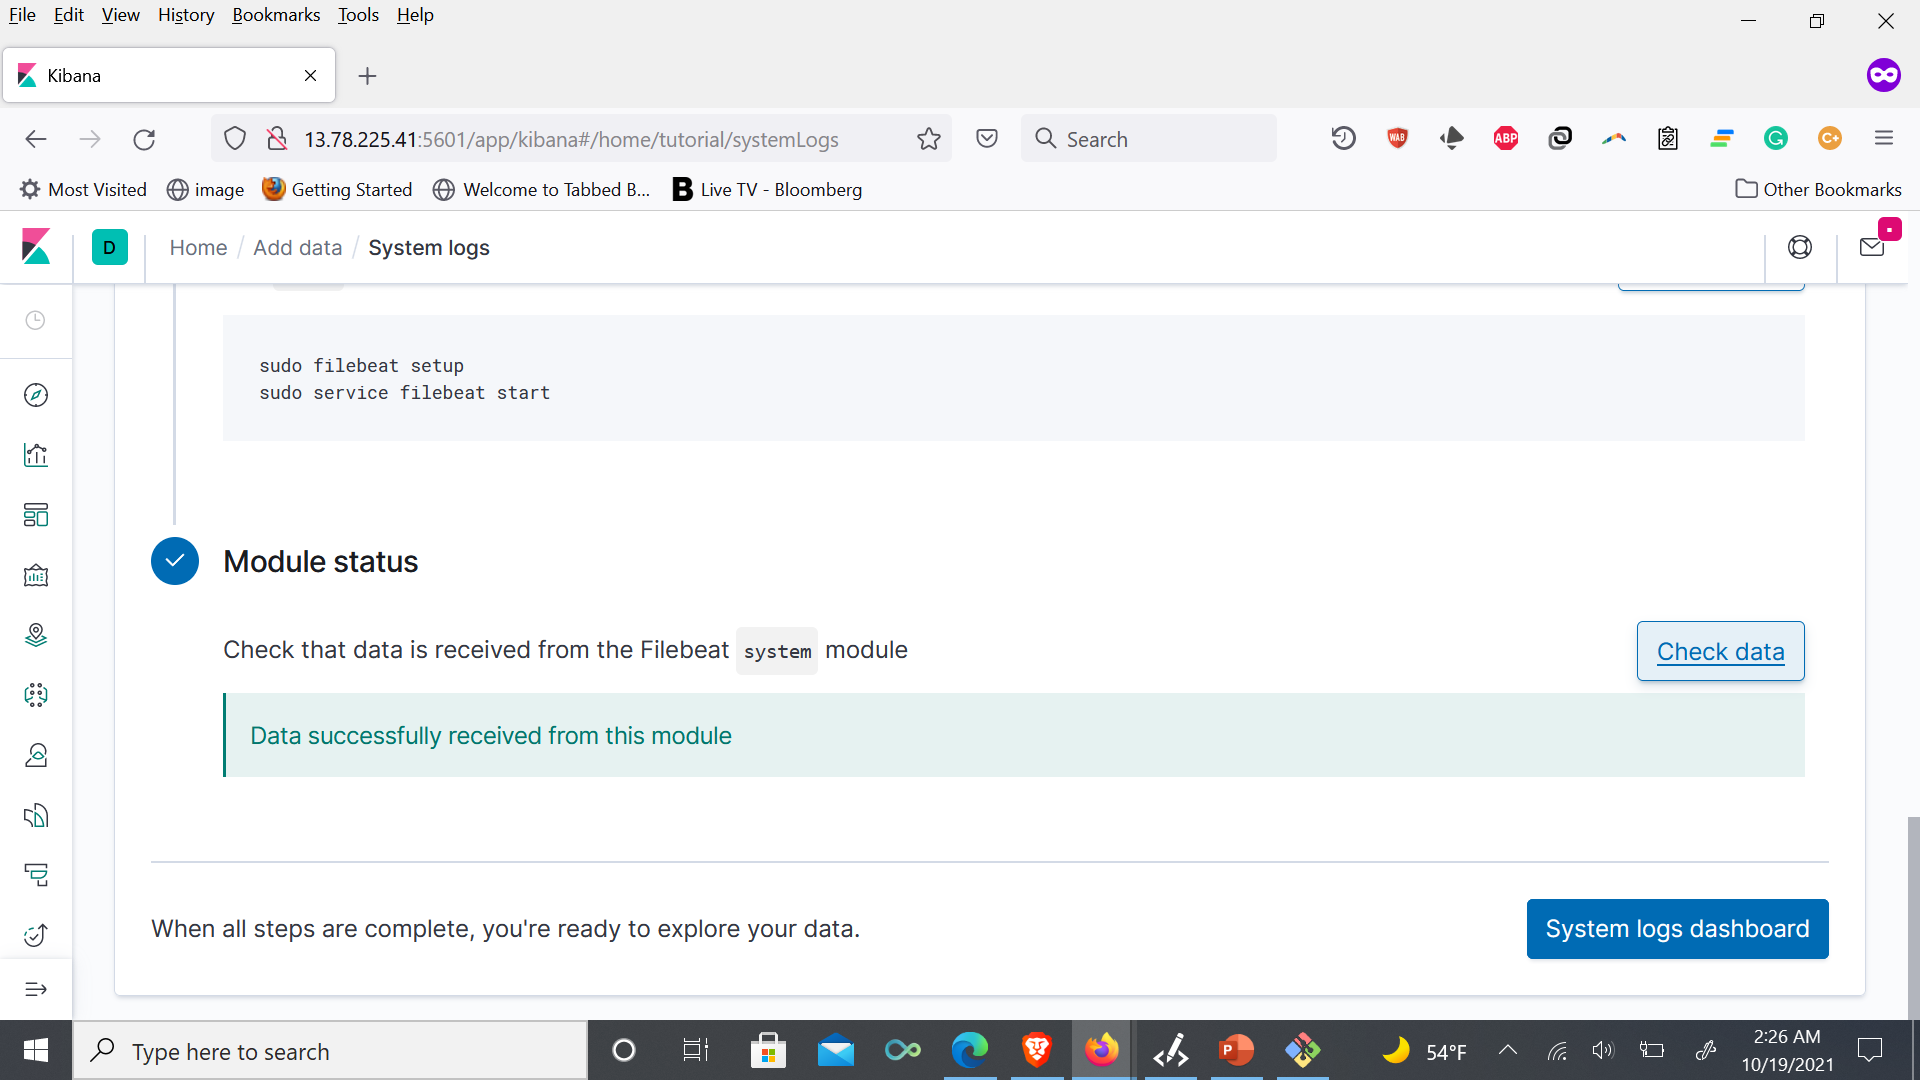 File Edit View History Bookmarks Tools Help
Kibana
13.78.225.41:5601/app/kibana#/home/tutorial/systemLogs
Search
WAB
ABP
G
C+
Most Visited
image
Getting Started
Welcome to Tabbed B...
B Live TV - Bloomberg
Other Bookmarks
D
Home / Add data / System logs
sudo filebeat setup
sudo service filebeat start
Module status
Check that data is received from the Filebeat system module
Check data
Data successfully received from this module
When all steps are complete, you're ready to explore your data.
System logs dashboard
Type here to search
P
54°F
2:26 AM
10/19/2021